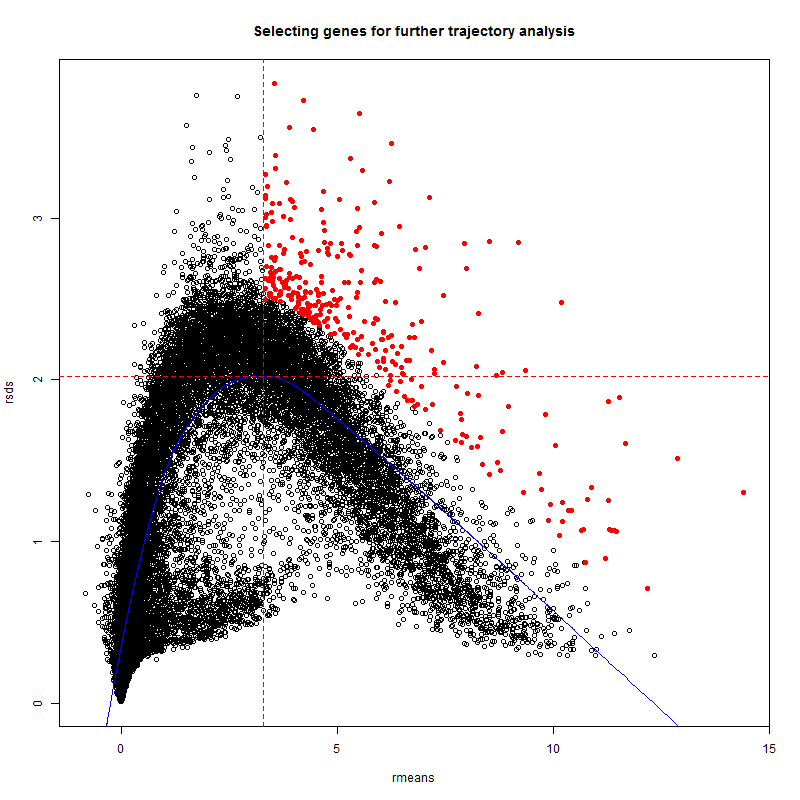 Selecting genes for further trajectory analysis
rsds
3
2
1
0
0 5 10 15
rmeans